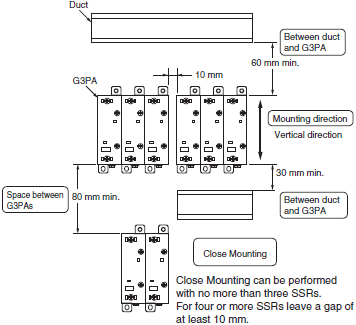 Duct
Between duct
and G3PA
60 mm min.
G3PA
10 mm
Mounting direction
Vertical direction
30 mm min.
Space between
G3PAs
80 mm min.
Between duct
and G3PA
Close Mounting
Close Mounting can be performed
with no more than three SSRs.
For four or more SSRs leave a gap of
at least 10 mm.